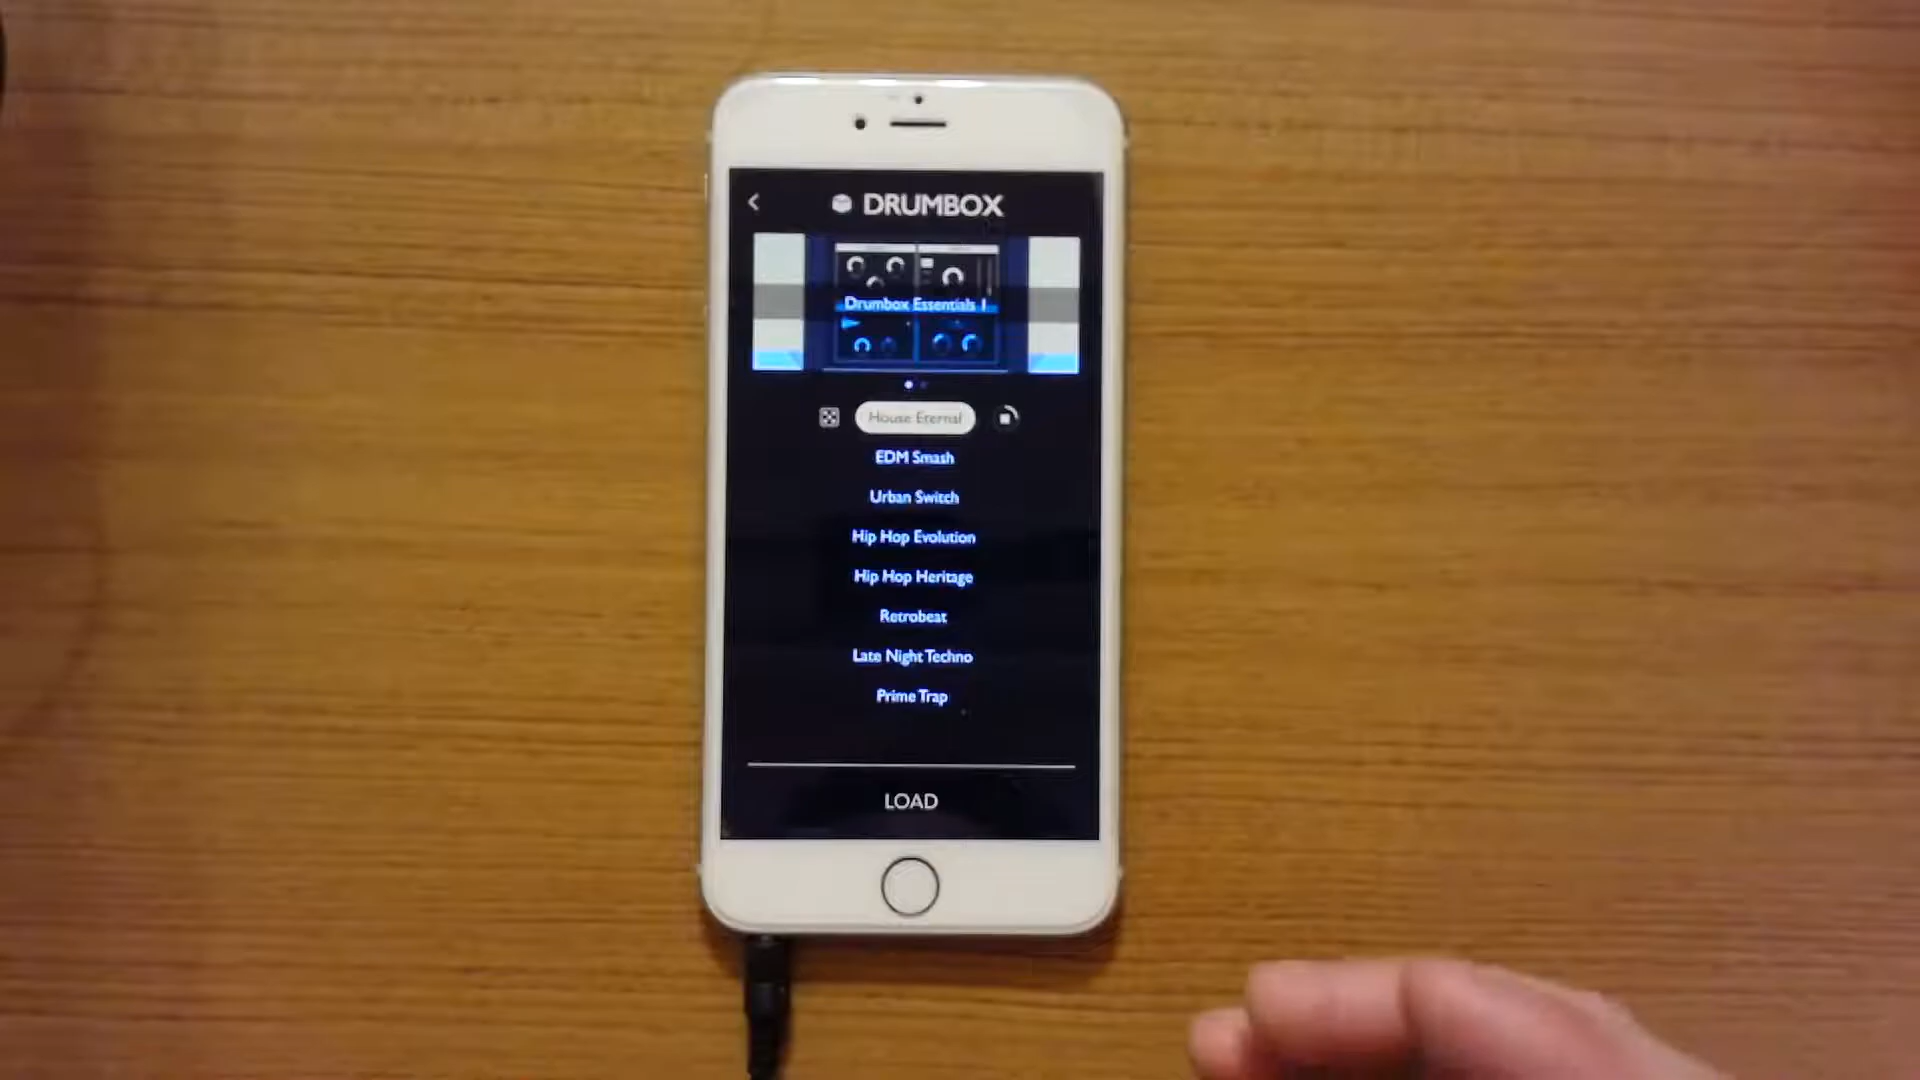 DRUMBOX
Drumbox Essentials 1
House Eternal
EDM Smash
Urban Switch
Hip Hop Evolution
Hip Hop Heritage
Retrobeat
Late Night Techno
Prime Trap
LOAD